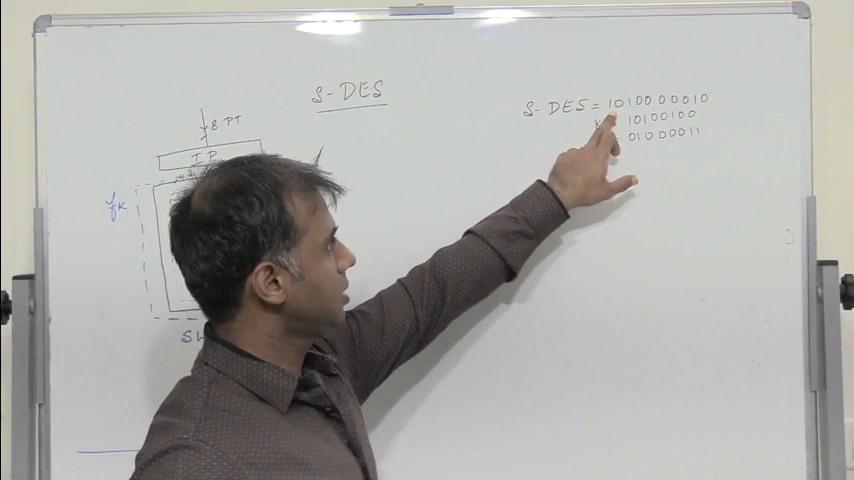 S-DES
8 PT
IP
fK
S-DES = 1010000010
K 10100100
= 01000011